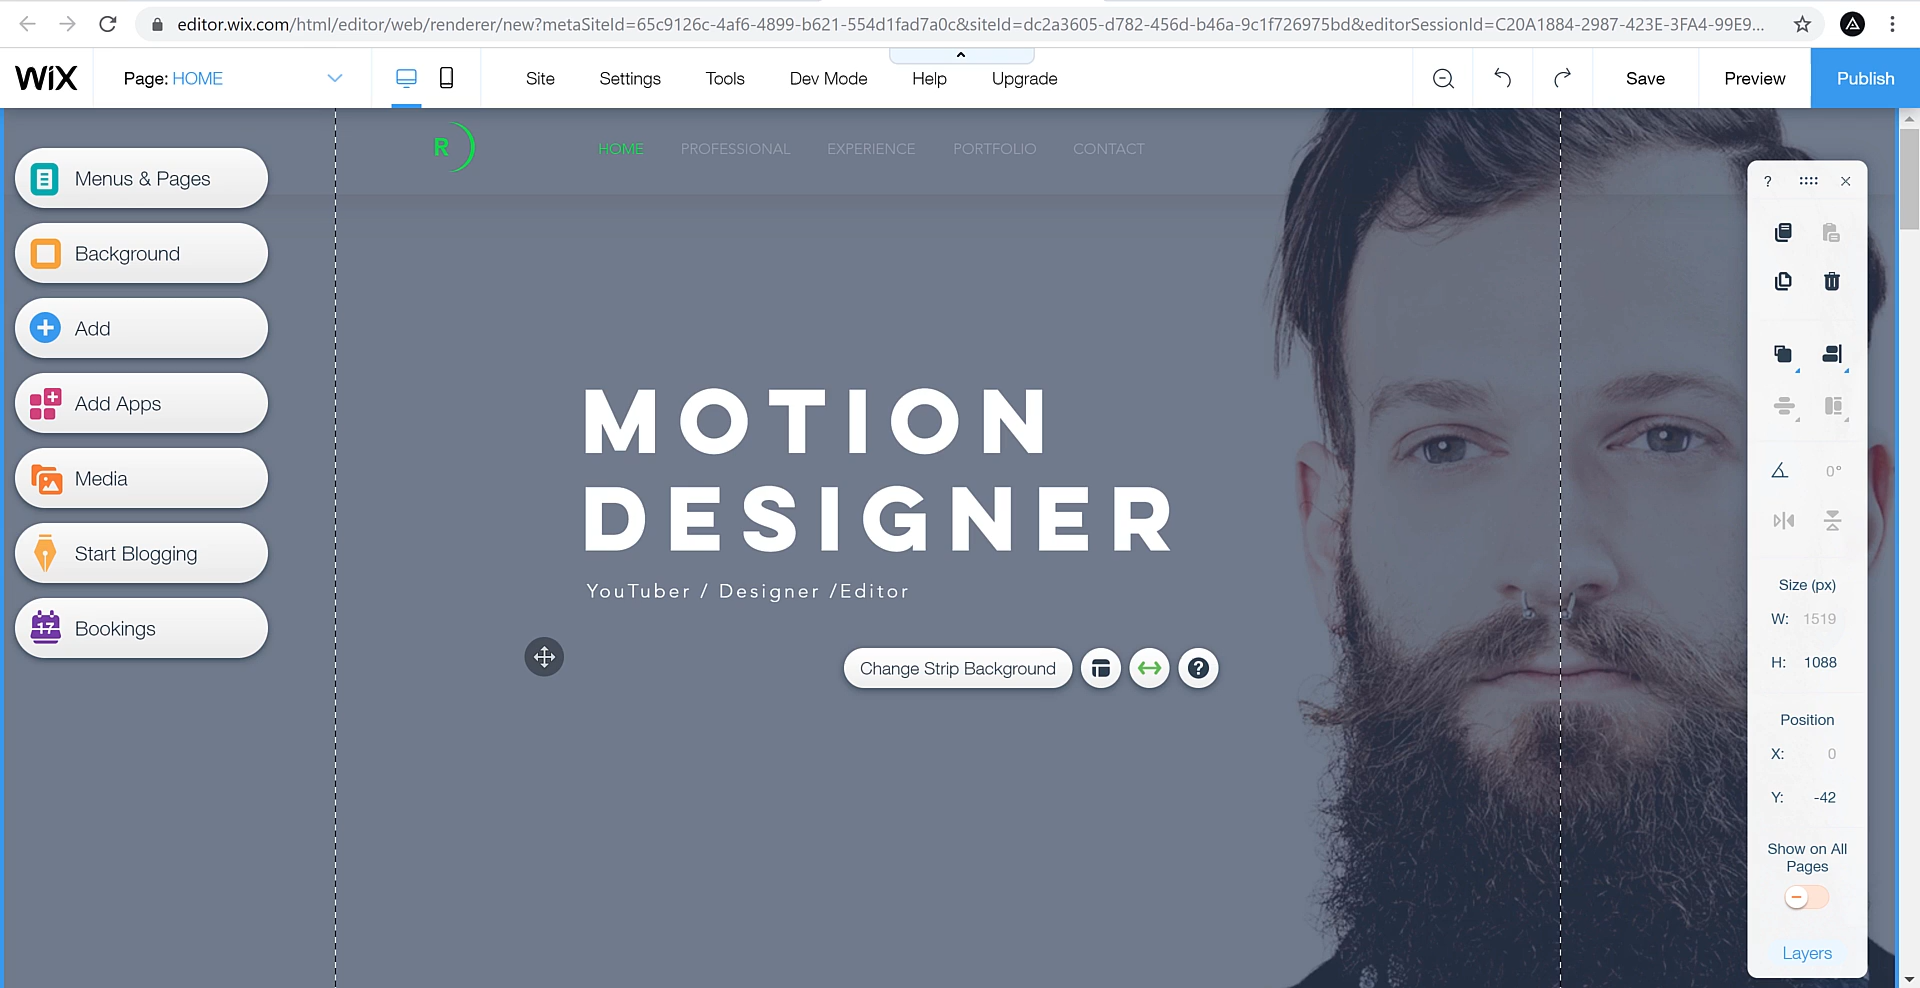 editor.wix.com/html/editor/web/renderer/new?metaSiteId=65c9126c-4af6-4899-b621-554d1fad7a0c&siteId=dc2a3605-d782-456d-b46a-9c1f726975bd&editorSessionId=C20A1884-2987-423E-3FA4-99E9...
WiX Page: HOME Site Settings Tools Dev Mode Help Upgrade Save Preview Publish
R HOME PROFESSIONAL EXPERIENCE PORTFOLIO CONTACT
Menus & Pages
Background
Add
Add Apps
Media
Start Blogging
17 Bookings
MOTION
DESIGNER
YouTuber / Designer /Editor
Change Strip Background ?
?
0°
Size (px)
W: 1519
H: 1088
Position
X: 0
Y: -42
Show on All
Pages
Layers